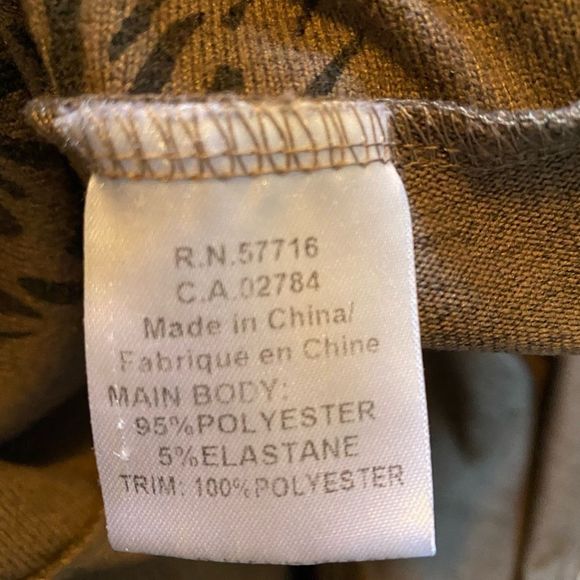 R.N.57716
C.A.02784
Made in China/
Fabrique en Chine
MAIN BODY:
95%POLYESTER
5%ELASTANE
TRIM: 100%POLYESTER